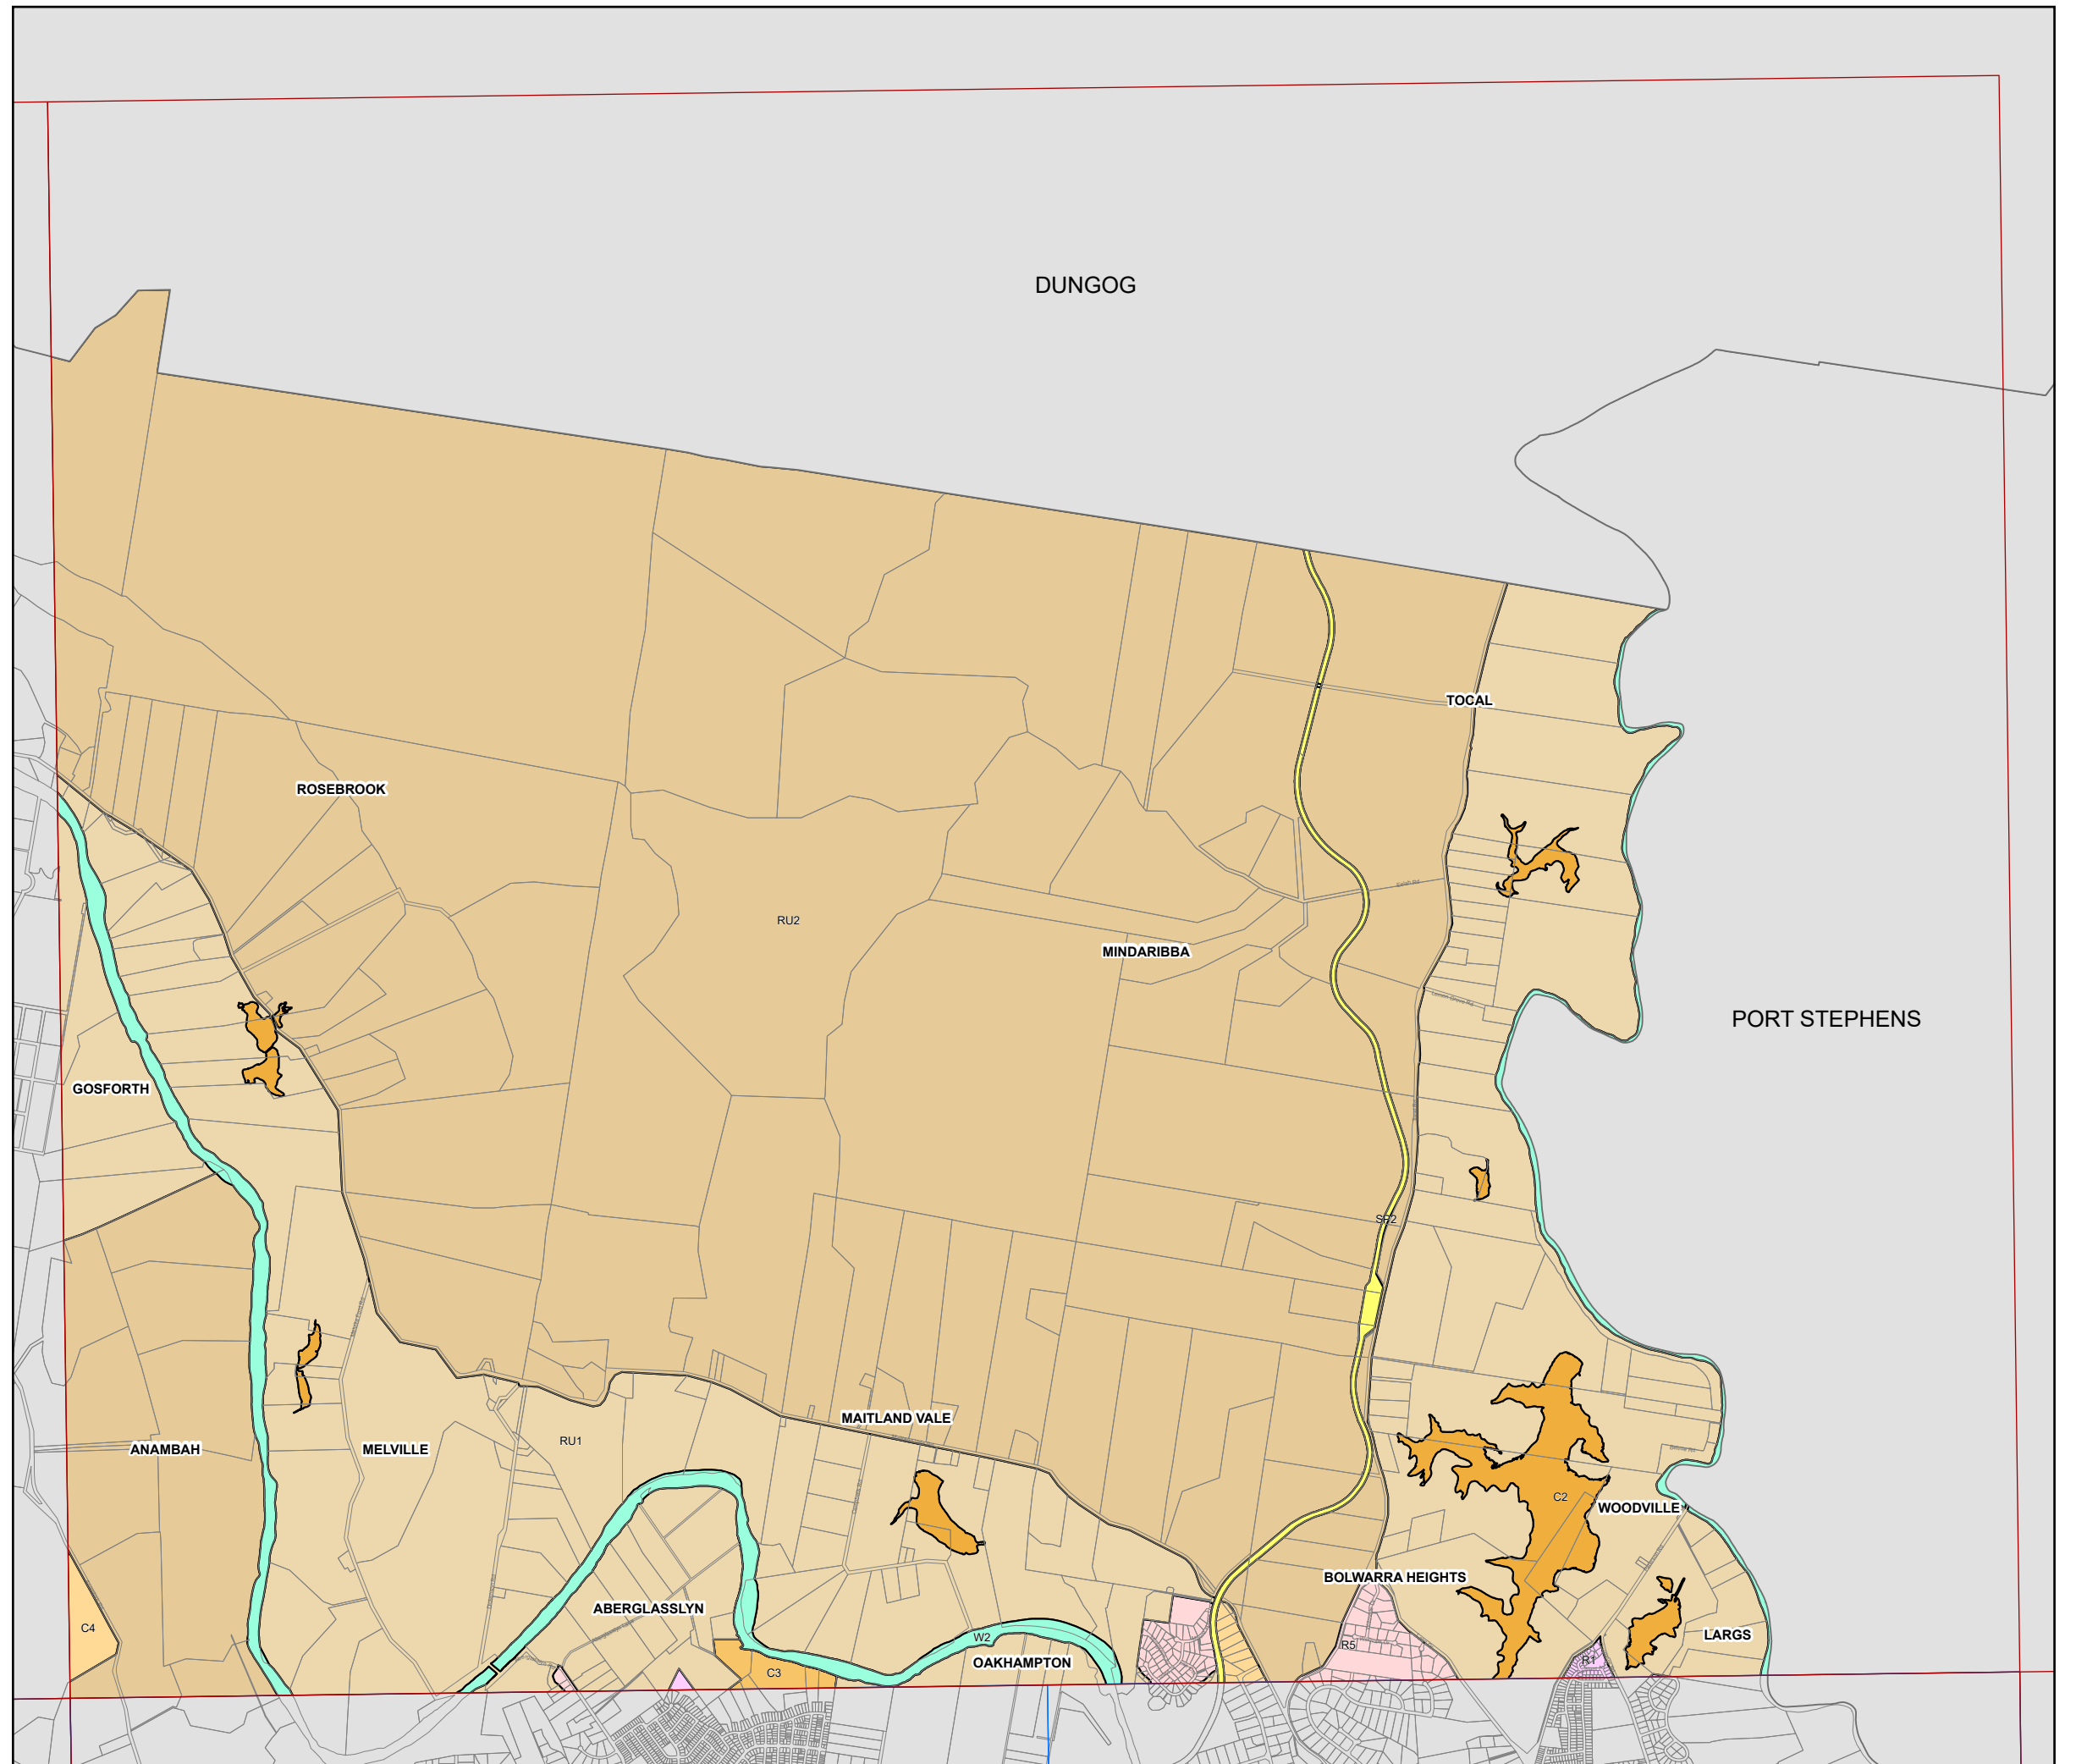 DUNGOG
TOCAL
ROSEBROOK
RU2
MINDARIBBA
PORT STEPHENS
GOSFORTH
SP2
MAITLAND VALE
RU1
ANAMBAH
MELVILLE
C2
WOODVILLE
BOLWARRA HEIGHTS
ABERGLASSLYN
C4
W2
LARGS
R5
OAKHAMPTON
R1
C3